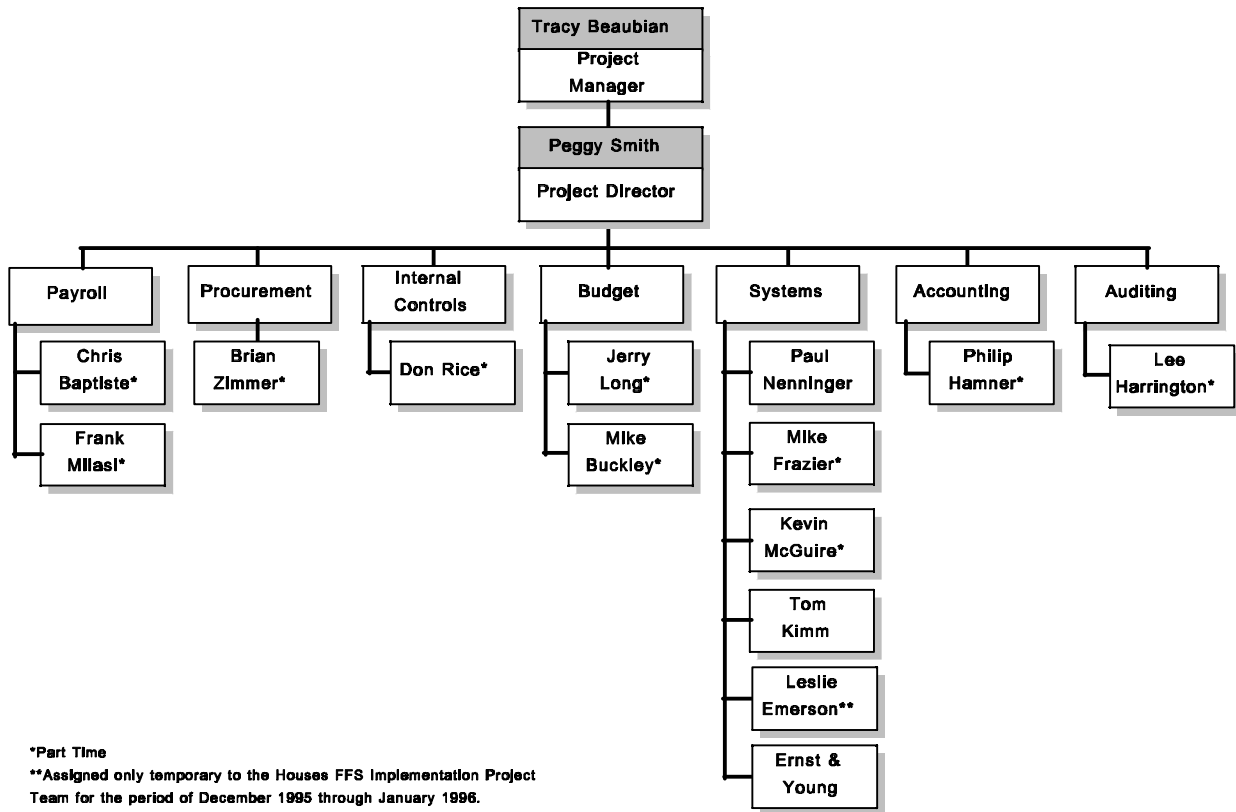 Tracy Beaubian
Project
Manager
Peggy Smith
Project Director
Payroll
Procurement
Internal
Controls
Budget
Systems
Accounting
Auditing
Chris
Baptiste*
Frank
Milasi*
Brian
Zimmer*
Don Rice*
Jerry
Long*
Mike
Buckley*
Paul
Nenninger
Mike
Frazier*
Kevin
McGuire*
Tom
Kimm
Leslie
Emerson**
Ernst &
Young
Philip
Hamner*
Lee
Harrington*
*Part Time
**Assigned only temporary to the Houses FFS Implementation Project
Team for the period of December 1995 through January 1996.